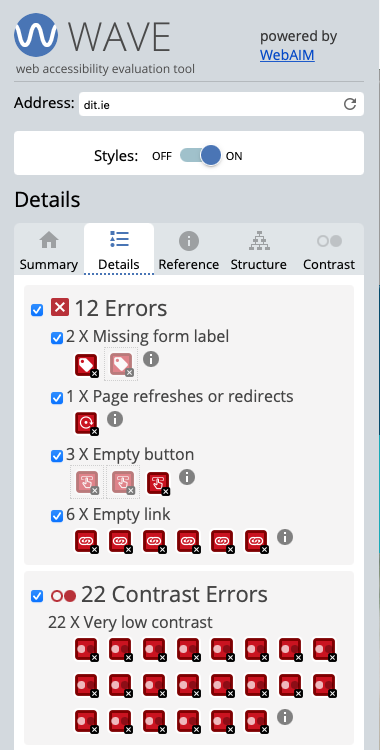 WAVE
powered by
WebAIM
web accessibility evaluation tool
Address: dit.ie
Styles: OFF ON
Details
Summary Details Reference Structure Contrast
12 Errors
2 X Missing form label
1 X Page refreshes or redirects
3 X Empty button
6 X Empty link
22 Contrast Errors
22 X Very low contrast